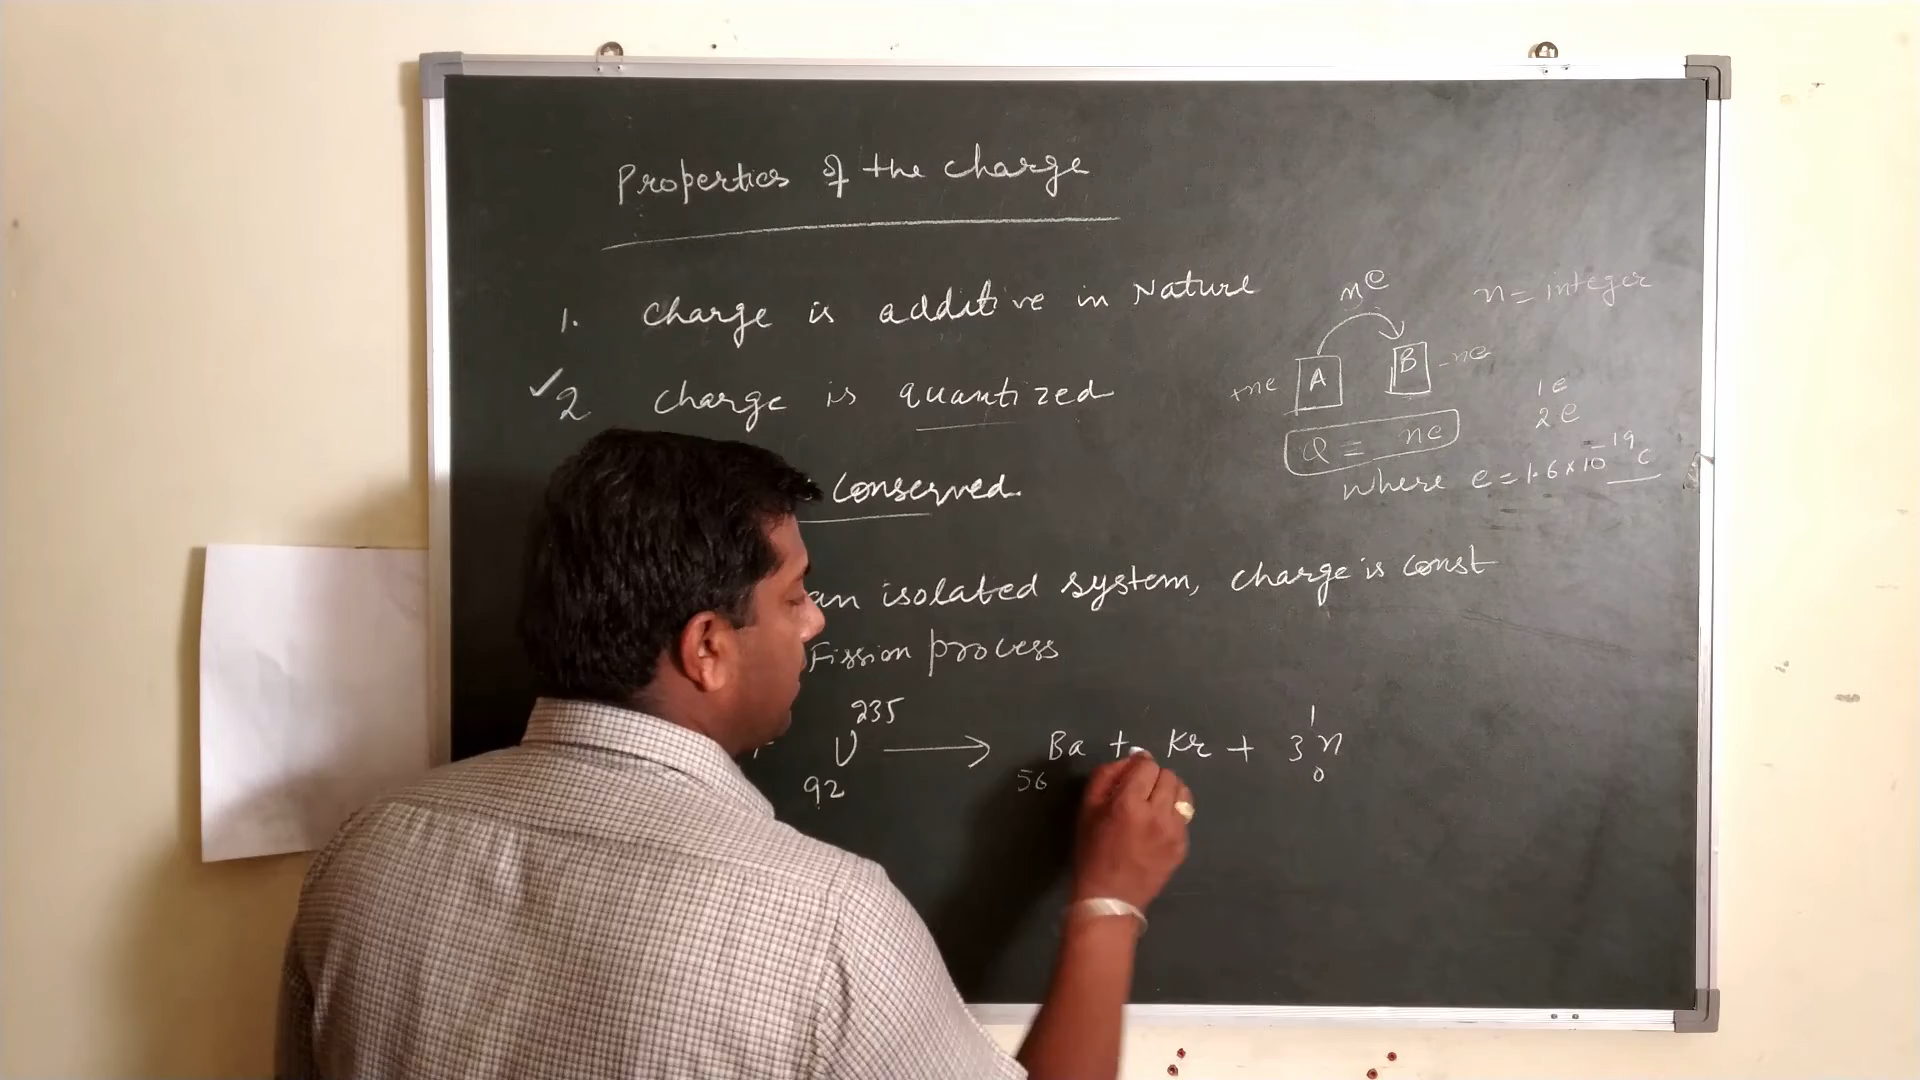 Properties of the charge
1. charge is additive in Nature
✓2 charge is quantized
Conserved.
an isolated system, charge is const
Fission process
+ 92 U 235 → 56 Ba + Kr + 3 1 0 n
ne
n = integer
+ne A B -ne
1e
2e
Q = ne
where e = 1.6 × 10 -19 C